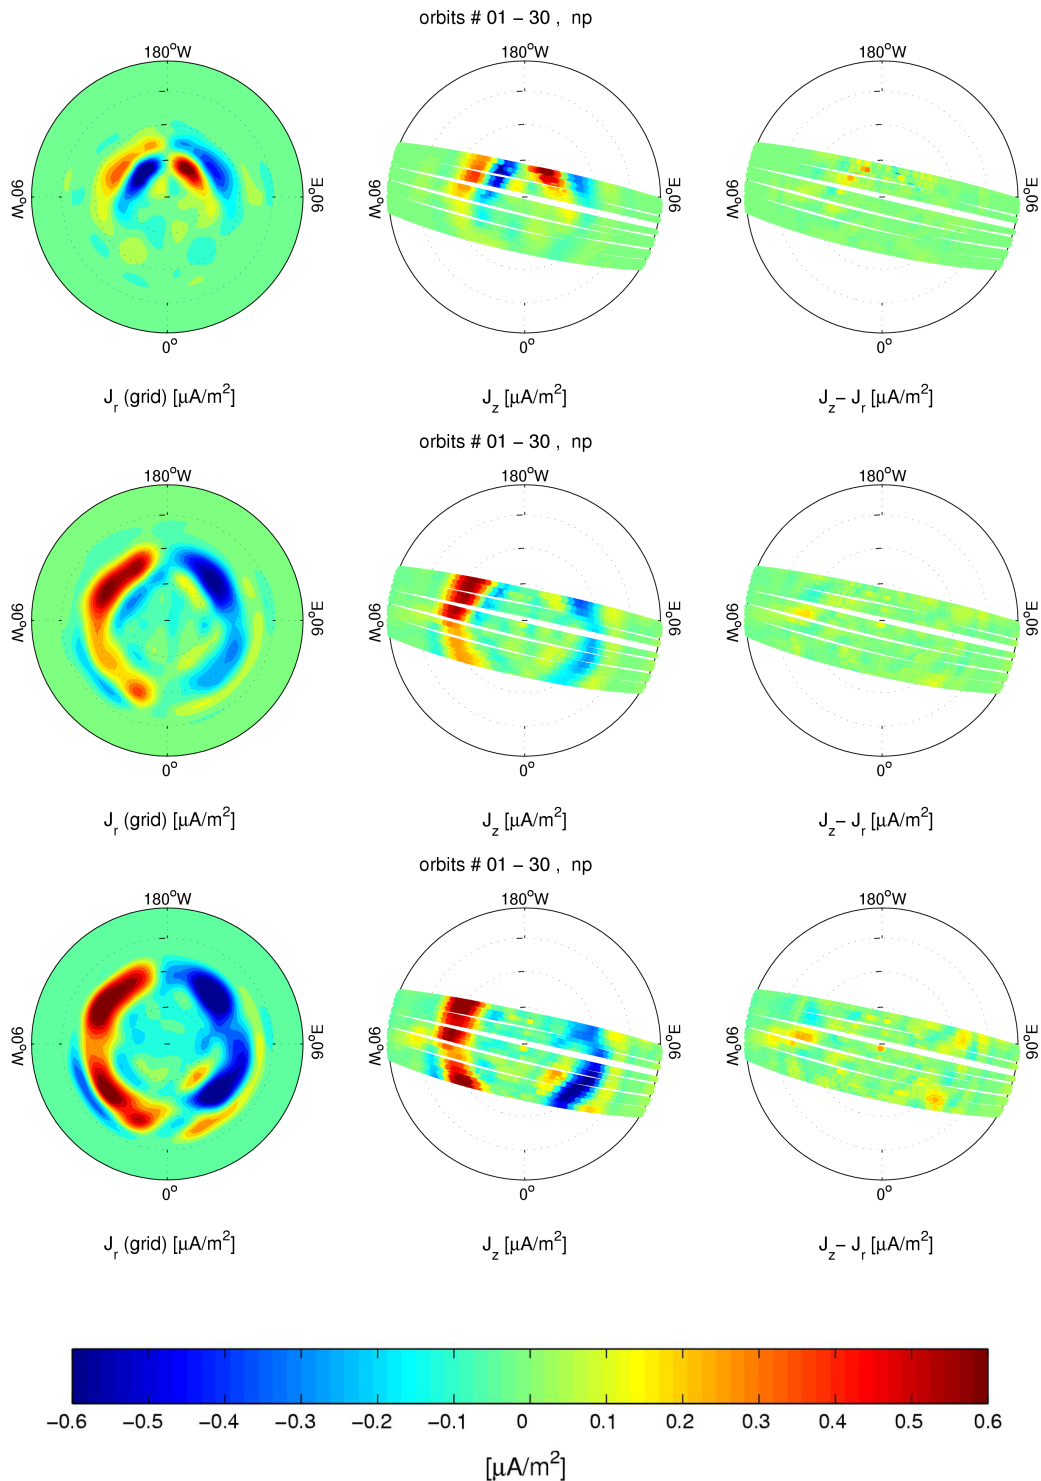 orbits # 01 − 30 ,  np
180°W 180°W 180°W
90°W 90°E 90°W 90°E 90°W 90°E
0° 0° 0°
J_r (grid) [μA/m²] J_z [μA/m²] J_z− J_r [μA/m²]
orbits # 01 − 30 ,  np
180°W 180°W 180°W
90°W 90°E 90°W 90°E 90°W 90°E
0° 0° 0°
J_r (grid) [μA/m²] J_z [μA/m²] J_z− J_r [μA/m²]
orbits # 01 − 30 ,  np
180°W 180°W 180°W
90°W 90°E 90°W 90°E 90°W 90°E
0° 0° 0°
J_r (grid) [μA/m²] J_z [μA/m²] J_z− J_r [μA/m²]
−0.6 −0.5 −0.4 −0.3 −0.2 −0.1 0 0.1 0.2 0.3 0.4 0.5 0.6
[μA/m²]